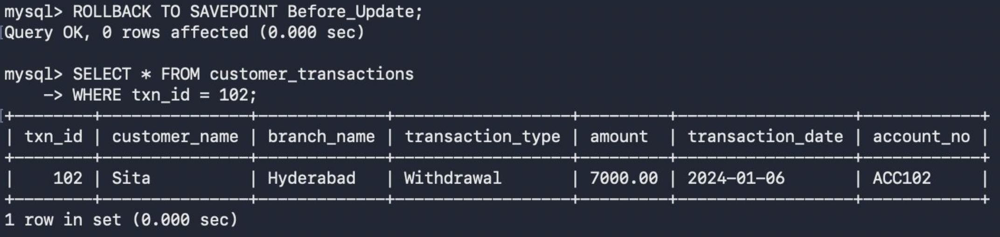 mysql> ROLLBACK TO SAVEPOINT Before_Update;
Query OK, 0 rows affected (0.000 sec)

mysql> SELECT * FROM customer_transactions
    -> WHERE txn_id = 102;
+--------+---------------+-------------+------------------+---------+------------------+------------+
| txn_id | customer_name | branch_name | transaction_type | amount  | transaction_date | account_no |
+--------+---------------+-------------+------------------+---------+------------------+------------+
|    102 | Sita          | Hyderabad   | Withdrawal       | 7000.00 | 2024-01-06       | ACC102     |
+--------+---------------+-------------+------------------+---------+------------------+------------+
1 row in set (0.000 sec)